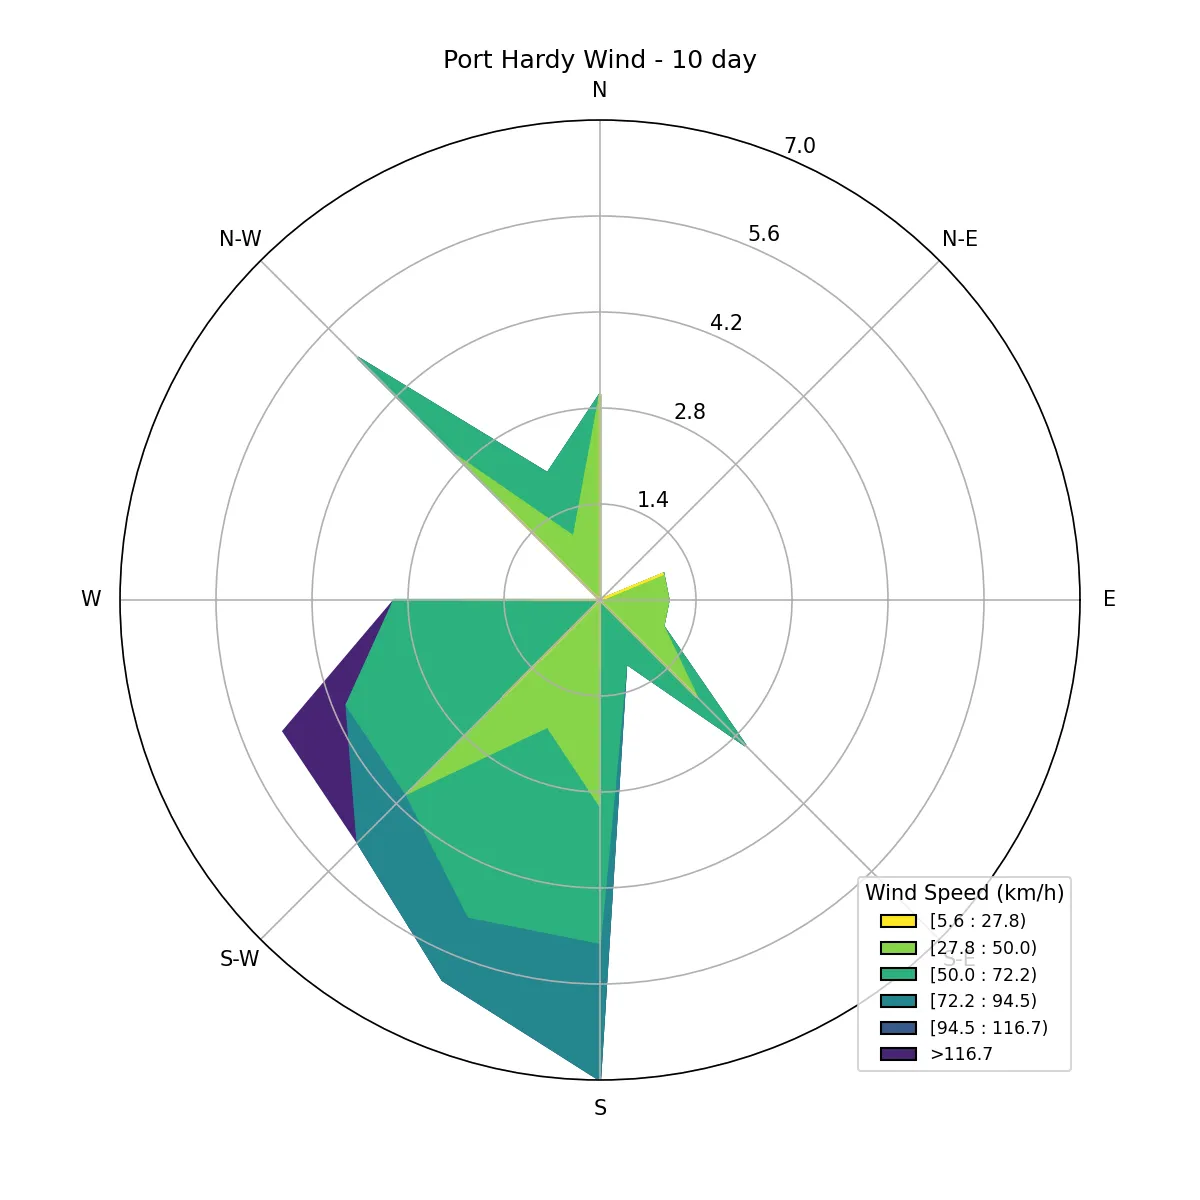 Port Hardy Wind - 10 day
N
7.0
N-W
5.6
N-E
4.2
2.8
1.4
W
E
Wind Speed (km/h)
[5.6 : 27.8)
[27.8 : 50.0)
S-W
S-E
[50.0 : 72.2)
[72.2 : 94.5)
[94.5 : 116.7)
>116.7
S